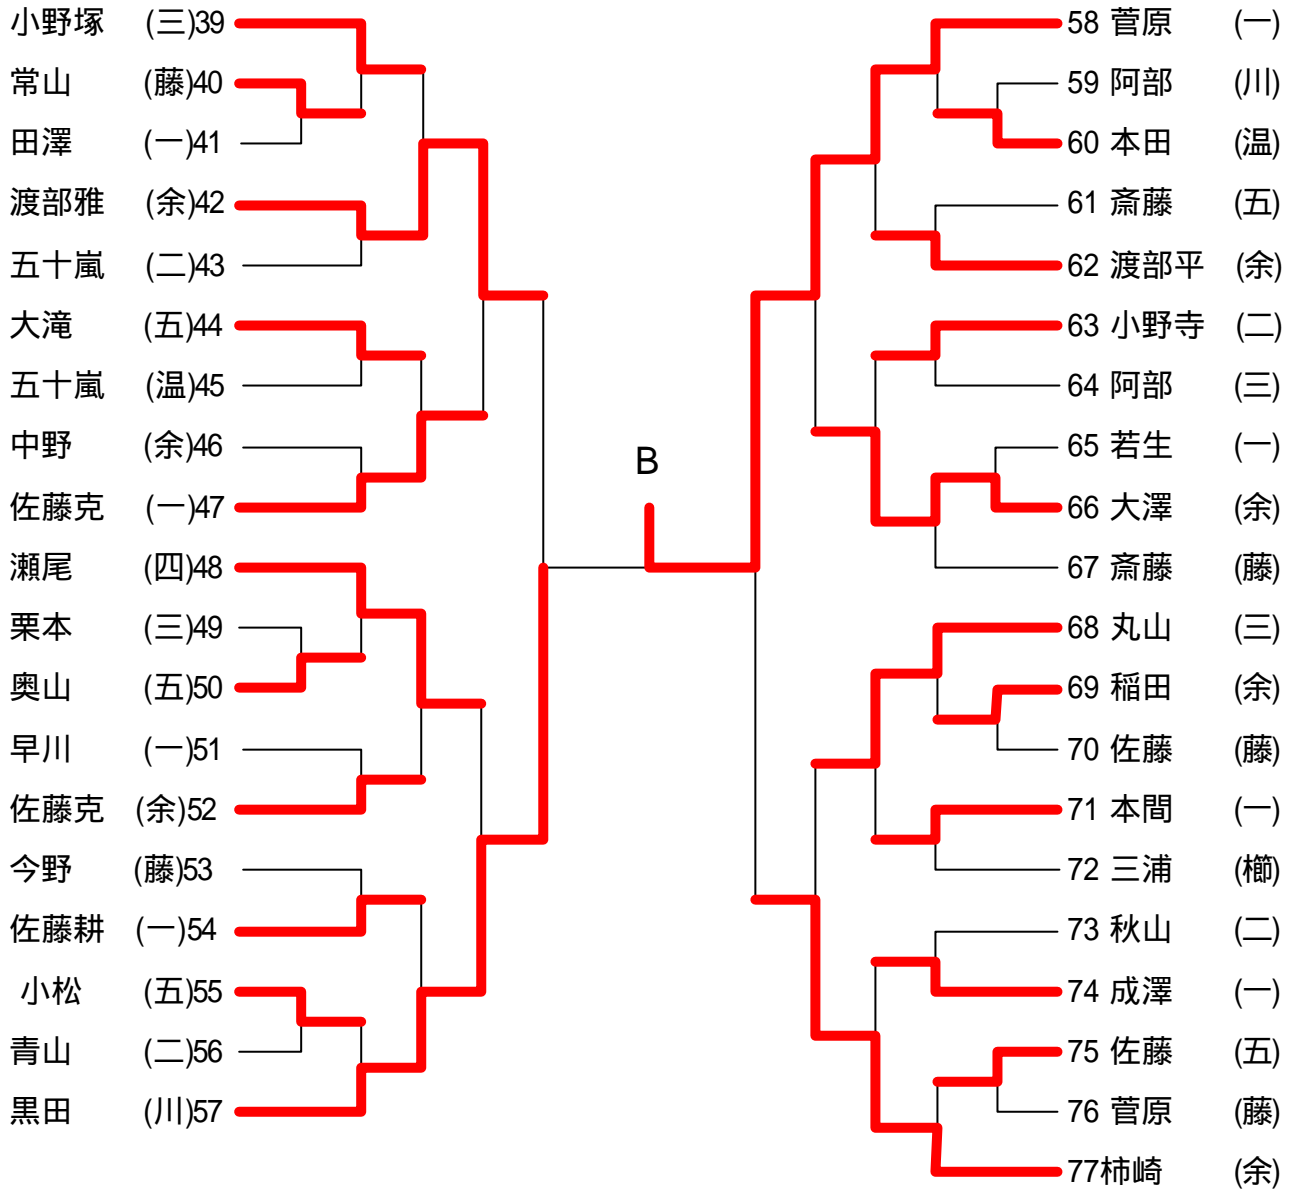 小野塚 (三)39
常山 (藤)40
田澤 (一)41
渡部雅 (余)42
五十嵐 (二)43
大滝 (五)44
五十嵐 (温)45
中野 (余)46
佐藤克 (一)47
瀬尾 (四)48
栗本 (三)49
奥山 (五)50
早川 (一)51
佐藤克 (余)52
今野 (藤)53
佐藤耕 (一)54
小松 (五)55
青山 (二)56
黒田 (川)57
B
58 菅原 (一)
59 阿部 (川)
60 本田 (温)
61 斎藤 (五)
62 渡部平 (余)
63 小野寺 (二)
64 阿部 (三)
65 若生 (一)
66 大澤 (余)
67 斎藤 (藤)
68 丸山 (三)
69 稲田 (余)
70 佐藤 (藤)
71 本間 (一)
72 三浦 (櫛)
73 秋山 (二)
74 成澤 (一)
75 佐藤 (五)
76 菅原 (藤)
77柿崎 (余)